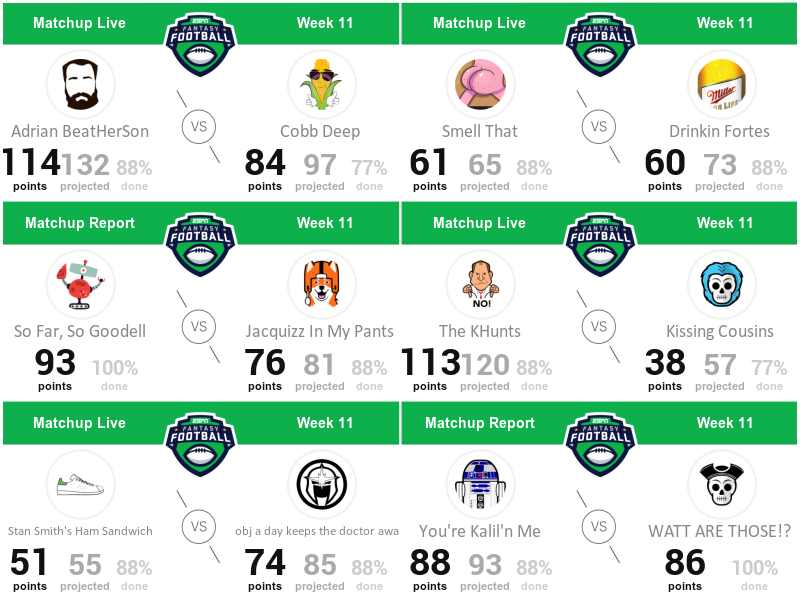 Matchup Live
ESPN
FANTASY
FOOTBALL
Week 11
Adrian BeatHerSon
VS
Cobb Deep
114 132 88%
points projected done
84 97 77%
points projected done
Matchup Live
ESPN
FANTASY
FOOTBALL
Week 11
Miller
HIGH LIFE
Smell That
VS
Drinkin Fortes
61 65 88%
points projected done
60 73 88%
points projected done
Matchup Report
ESPN
FANTASY
FOOTBALL
Week 11
So Far, So Goodell
VS
Jacquizz In My Pants
93 100%
points done
76 81 88%
points projected done
Matchup Live
ESPN
FANTASY
FOOTBALL
Week 11
NO!
The KHunts
VS
Kissing Cousins
113 120 88%
points projected done
38 57 77%
points projected done
Matchup Live
ESPN
FANTASY
FOOTBALL
Week 11
Stan Smith's Ham Sandwich
VS
obj a day keeps the doctor awa
51 55 88%
points projected done
74 85 88%
points projected done
Matchup Report
ESPN
FANTASY
FOOTBALL
Week 11
You're Kalil'n Me
VS
WATT ARE THOSE!?
88 93 88%
points projected done
86 100%
points done